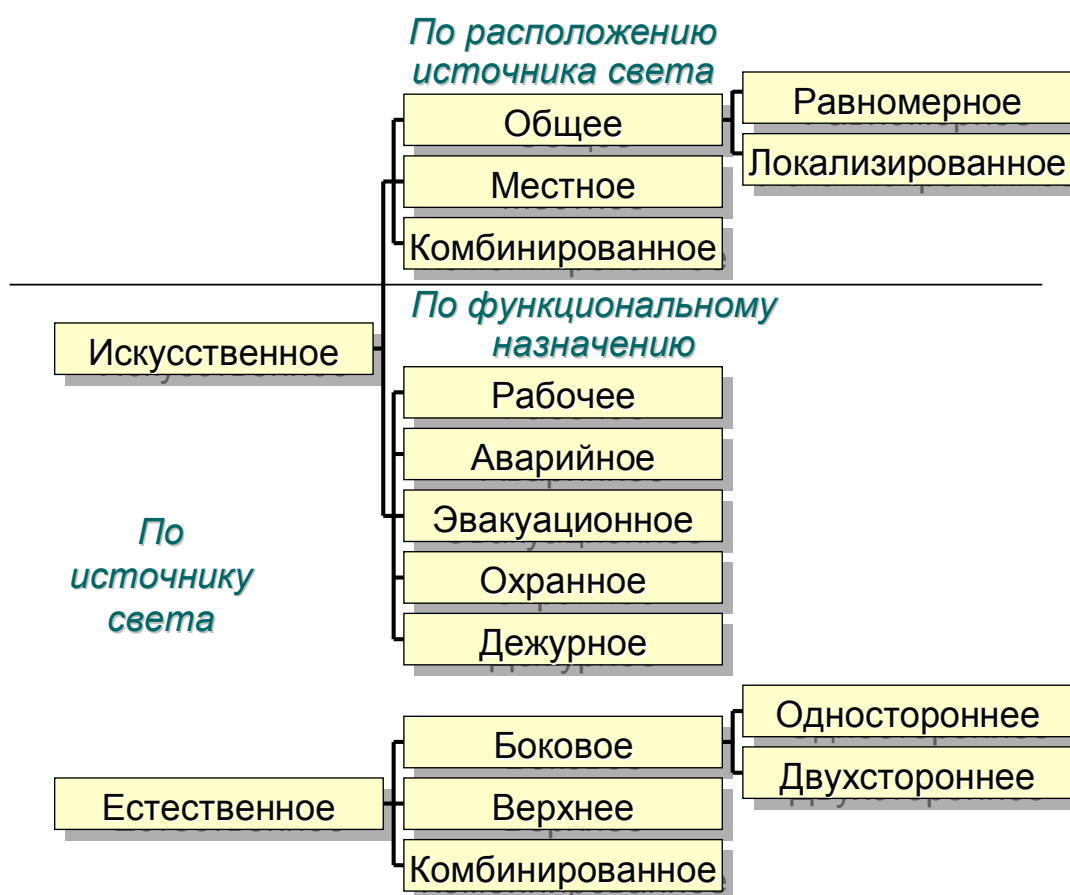 По расположению
источника света
Общее
Равномерное
Локализированное
Местное
Комбинированное
По функциональному
назначению
Искусственное
Рабочее
Аварийное
Эвакуационное
Охранное
Дежурное
По
источнику
света
Естественное
Боковое
Одностороннее
Двухстороннее
Верхнее
Комбинированное